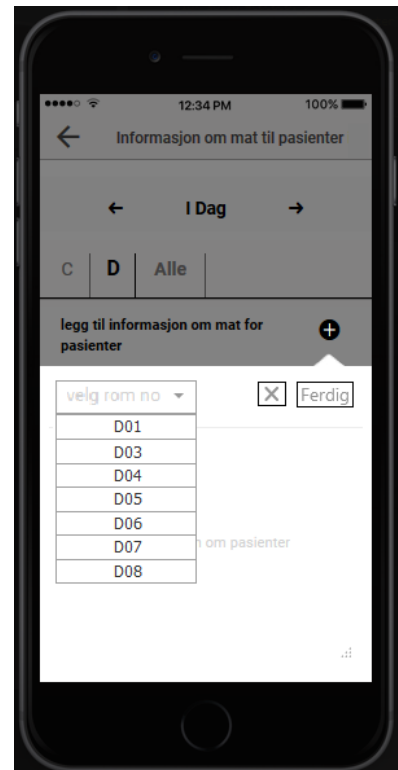 12:34 PM 100%
Informasjon om mat til pasienter
I Dag
C D Alle
legg til informasjon om mat for
pasienter
velg rom no Ferdig
D01
D03
D04
D05
D06
D07
D08
om pasienter